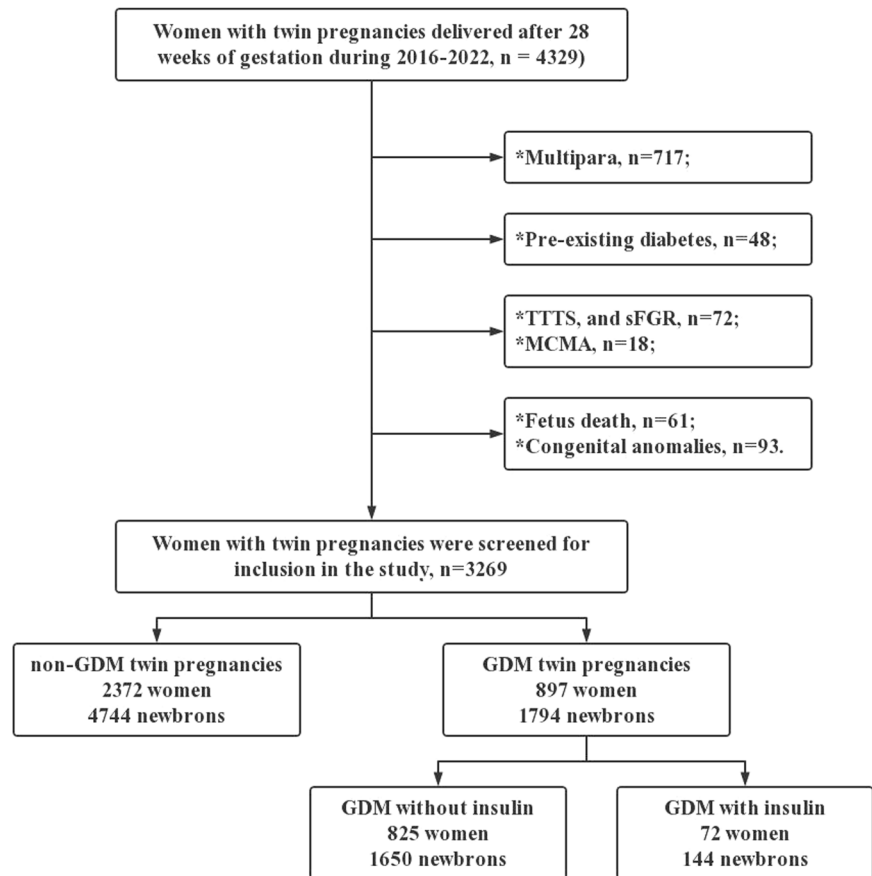 Women with twin pregnancies delivered after 28
weeks of gestation during 2016-2022, n = 4329)
*Multipara, n=717;
*Pre-existing diabetes, n=48;
*TTTS, and sFGR, n=72;
*MCMA, n=18;
*Fetus death, n=61;
*Congenital anomalies, n=93.
Women with twin pregnancies were screened for
inclusion in the study, n=3269
non-GDM twin pregnancies
2372 women
4744 newbrons
GDM twin pregnancies
897 women
1794 newbrons
GDM without insulin
825 women
1650 newbrons
GDM with insulin
72 women
144 newbrons